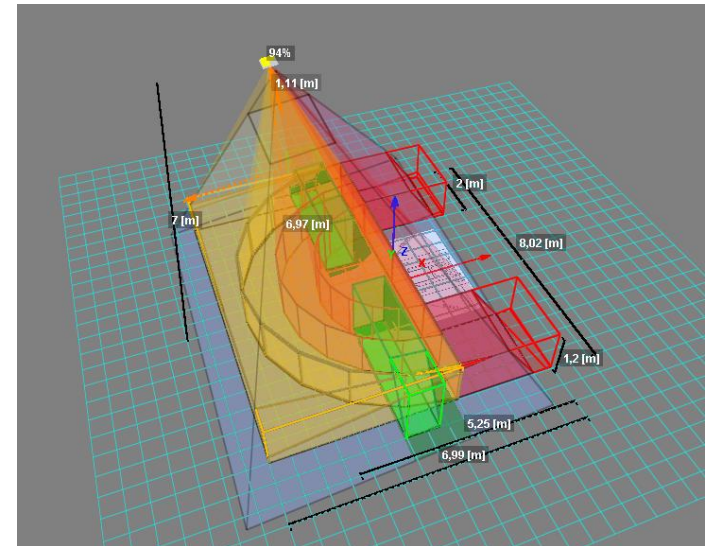 94%
1,11 [m]
2 [m]
7 [m]
6,97 [m]
8,02 [m]
Z
X
1,2 [m]
5,25 [m]
6,99 [m]